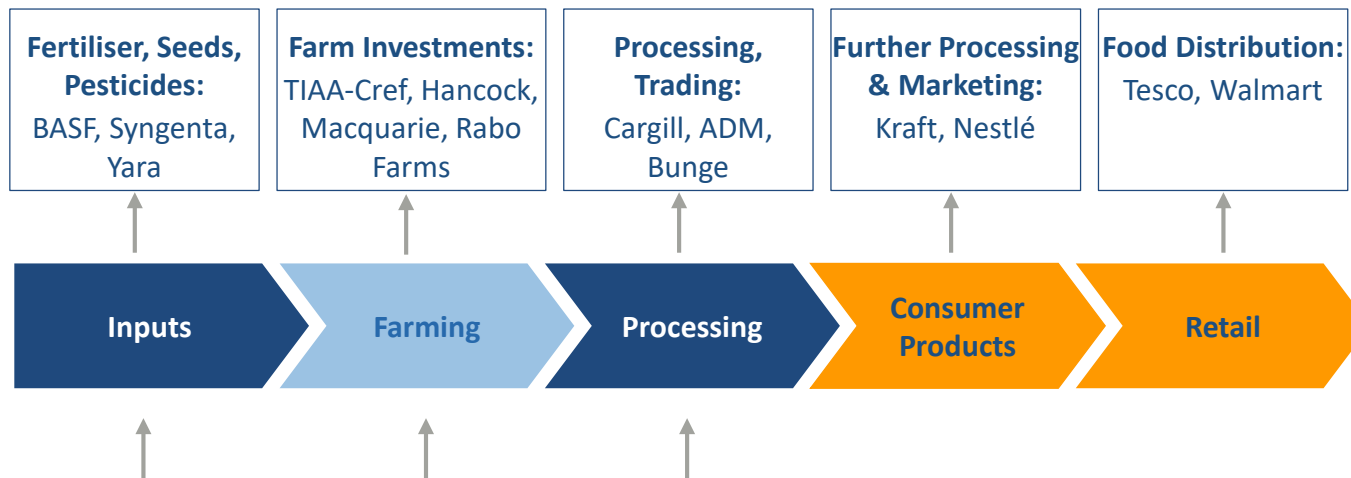 Fertiliser, Seeds,
Pesticides:
BASF, Syngenta,
Yara
Farm Investments:
TIAA-Cref, Hancock,
Macquarie, Rabo
Farms
Processing,
Trading:
Cargill, ADM,
Bunge
Further Processing
& Marketing:
Kraft, Nestlé
Food Distribution:
Tesco, Walmart
Inputs
Farming
Processing
Consumer
Products
Retail